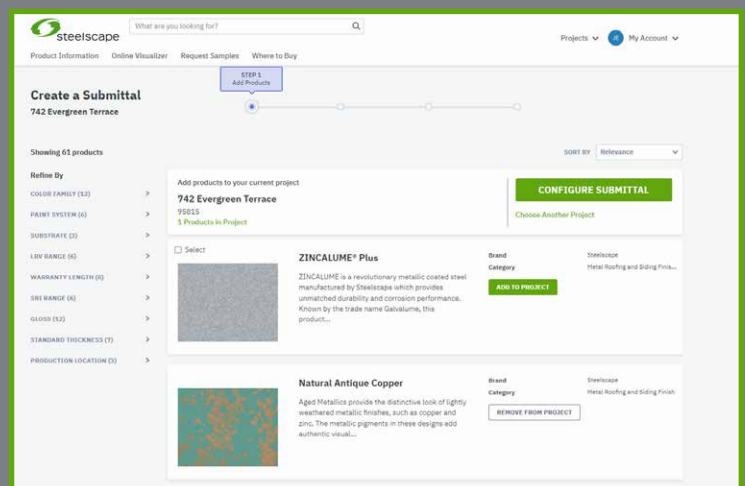 steelscape
What are you looking for?
Projects
My Account
Product Information Online Visualizer Request Samples Where to Buy
STEP 1
Add Products
Create a Submittal
742 Evergreen Terrace
Showing 61 products
SORT BY Relevance
Refine By
COLOR FAMILY (12)
PAINT SYSTEM (6)
SUBSTRATE (2)
LRV RANGE (6)
WARRANTY LENGTH (6)
SRI RANGE (6)
GLOSS (12)
STANDARD THICKNESS (7)
PRODUCTION LOCATION (3)
Add products to your current project
742 Evergreen Terrace
95015
1 Products in Project
CONFIGURE SUBMITTAL
Choose Another Project
Select
ZINCALUME® Plus
ZINCALUME is a revolutionary metallic coated steel
manufactured by Steelscape which provides
unmatched durability and corrosion performance.
Known by the trade name Galvalume, this
product...
Brand Steelscape
Category Metal Roofing and Siding Finis...
ADD TO PROJECT
Natural Antique Copper
Aged Metallics provide the distinctive look of lightly
weathered metallic finishes, such as copper and
zinc. The metallic pigments in these designs add
authentic visual...
Brand Steelscape
Category Metal Roofing and Siding Finish
REMOVE FROM PROJECT